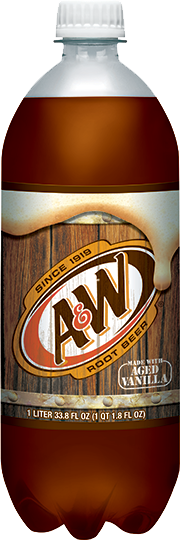 SINCE 1919
A&W
ROOT BEER
MADE WITH
AGED
VANILLA
1 LITER 33.8 FL OZ (1 QT 1.8 FL OZ)